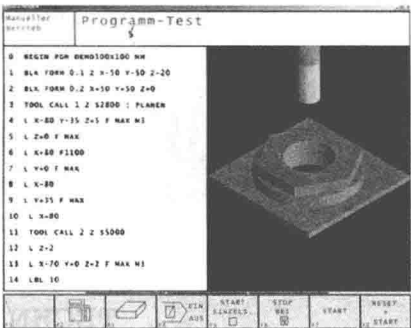 Manueller
Betrieb
Programm-Test
0 BEGIN PGM DEMO100X100 MM
1 BLK FORM 0.1 Z X-50 Y-50 Z-20
2 BLK FORM 0.2 X+50 Y+50 Z+0
3 TOOL CALL 1 Z S2800 ; PLANEN
4 L X-80 Y-35 Z+5 F MAX M3
5 L Z+0 F MAX
6 L X+80 F1100
7 L Y+0 F MAX
8 L X-80
9 L Y+35 F MAX
10 L X+80
11 TOOL CALL 2 Z S5000
12 L Z+2
13 L X-70 Y+0 Z+2 F MAX M3
14 LBL 10
EIN
AUS
START
EINZELS.
STOP
BEI
START
RESET
+
START